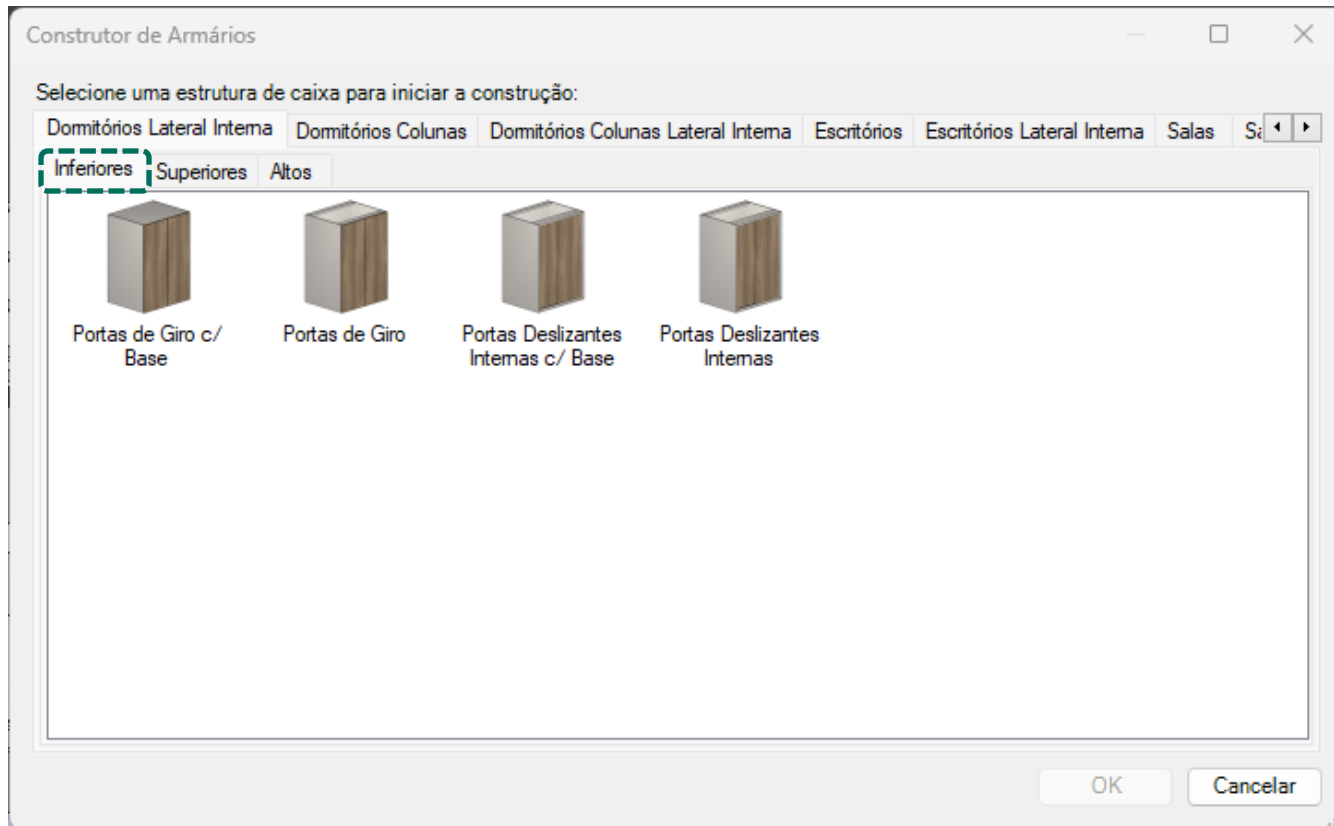 Construtor de Armários
Selecione uma estrutura de caixa para iniciar a construção:
Dormitórios Lateral Interna Dormitórios Colunas Dormitórios Colunas Lateral Interna Escritórios Escritórios Lateral Interna Salas
Inferiores Superiores Altos
Portas de Giro c/
Base
Portas de Giro
Portas Deslizantes
Internas c/ Base
Portas Deslizantes
Internas
OK Cancelar